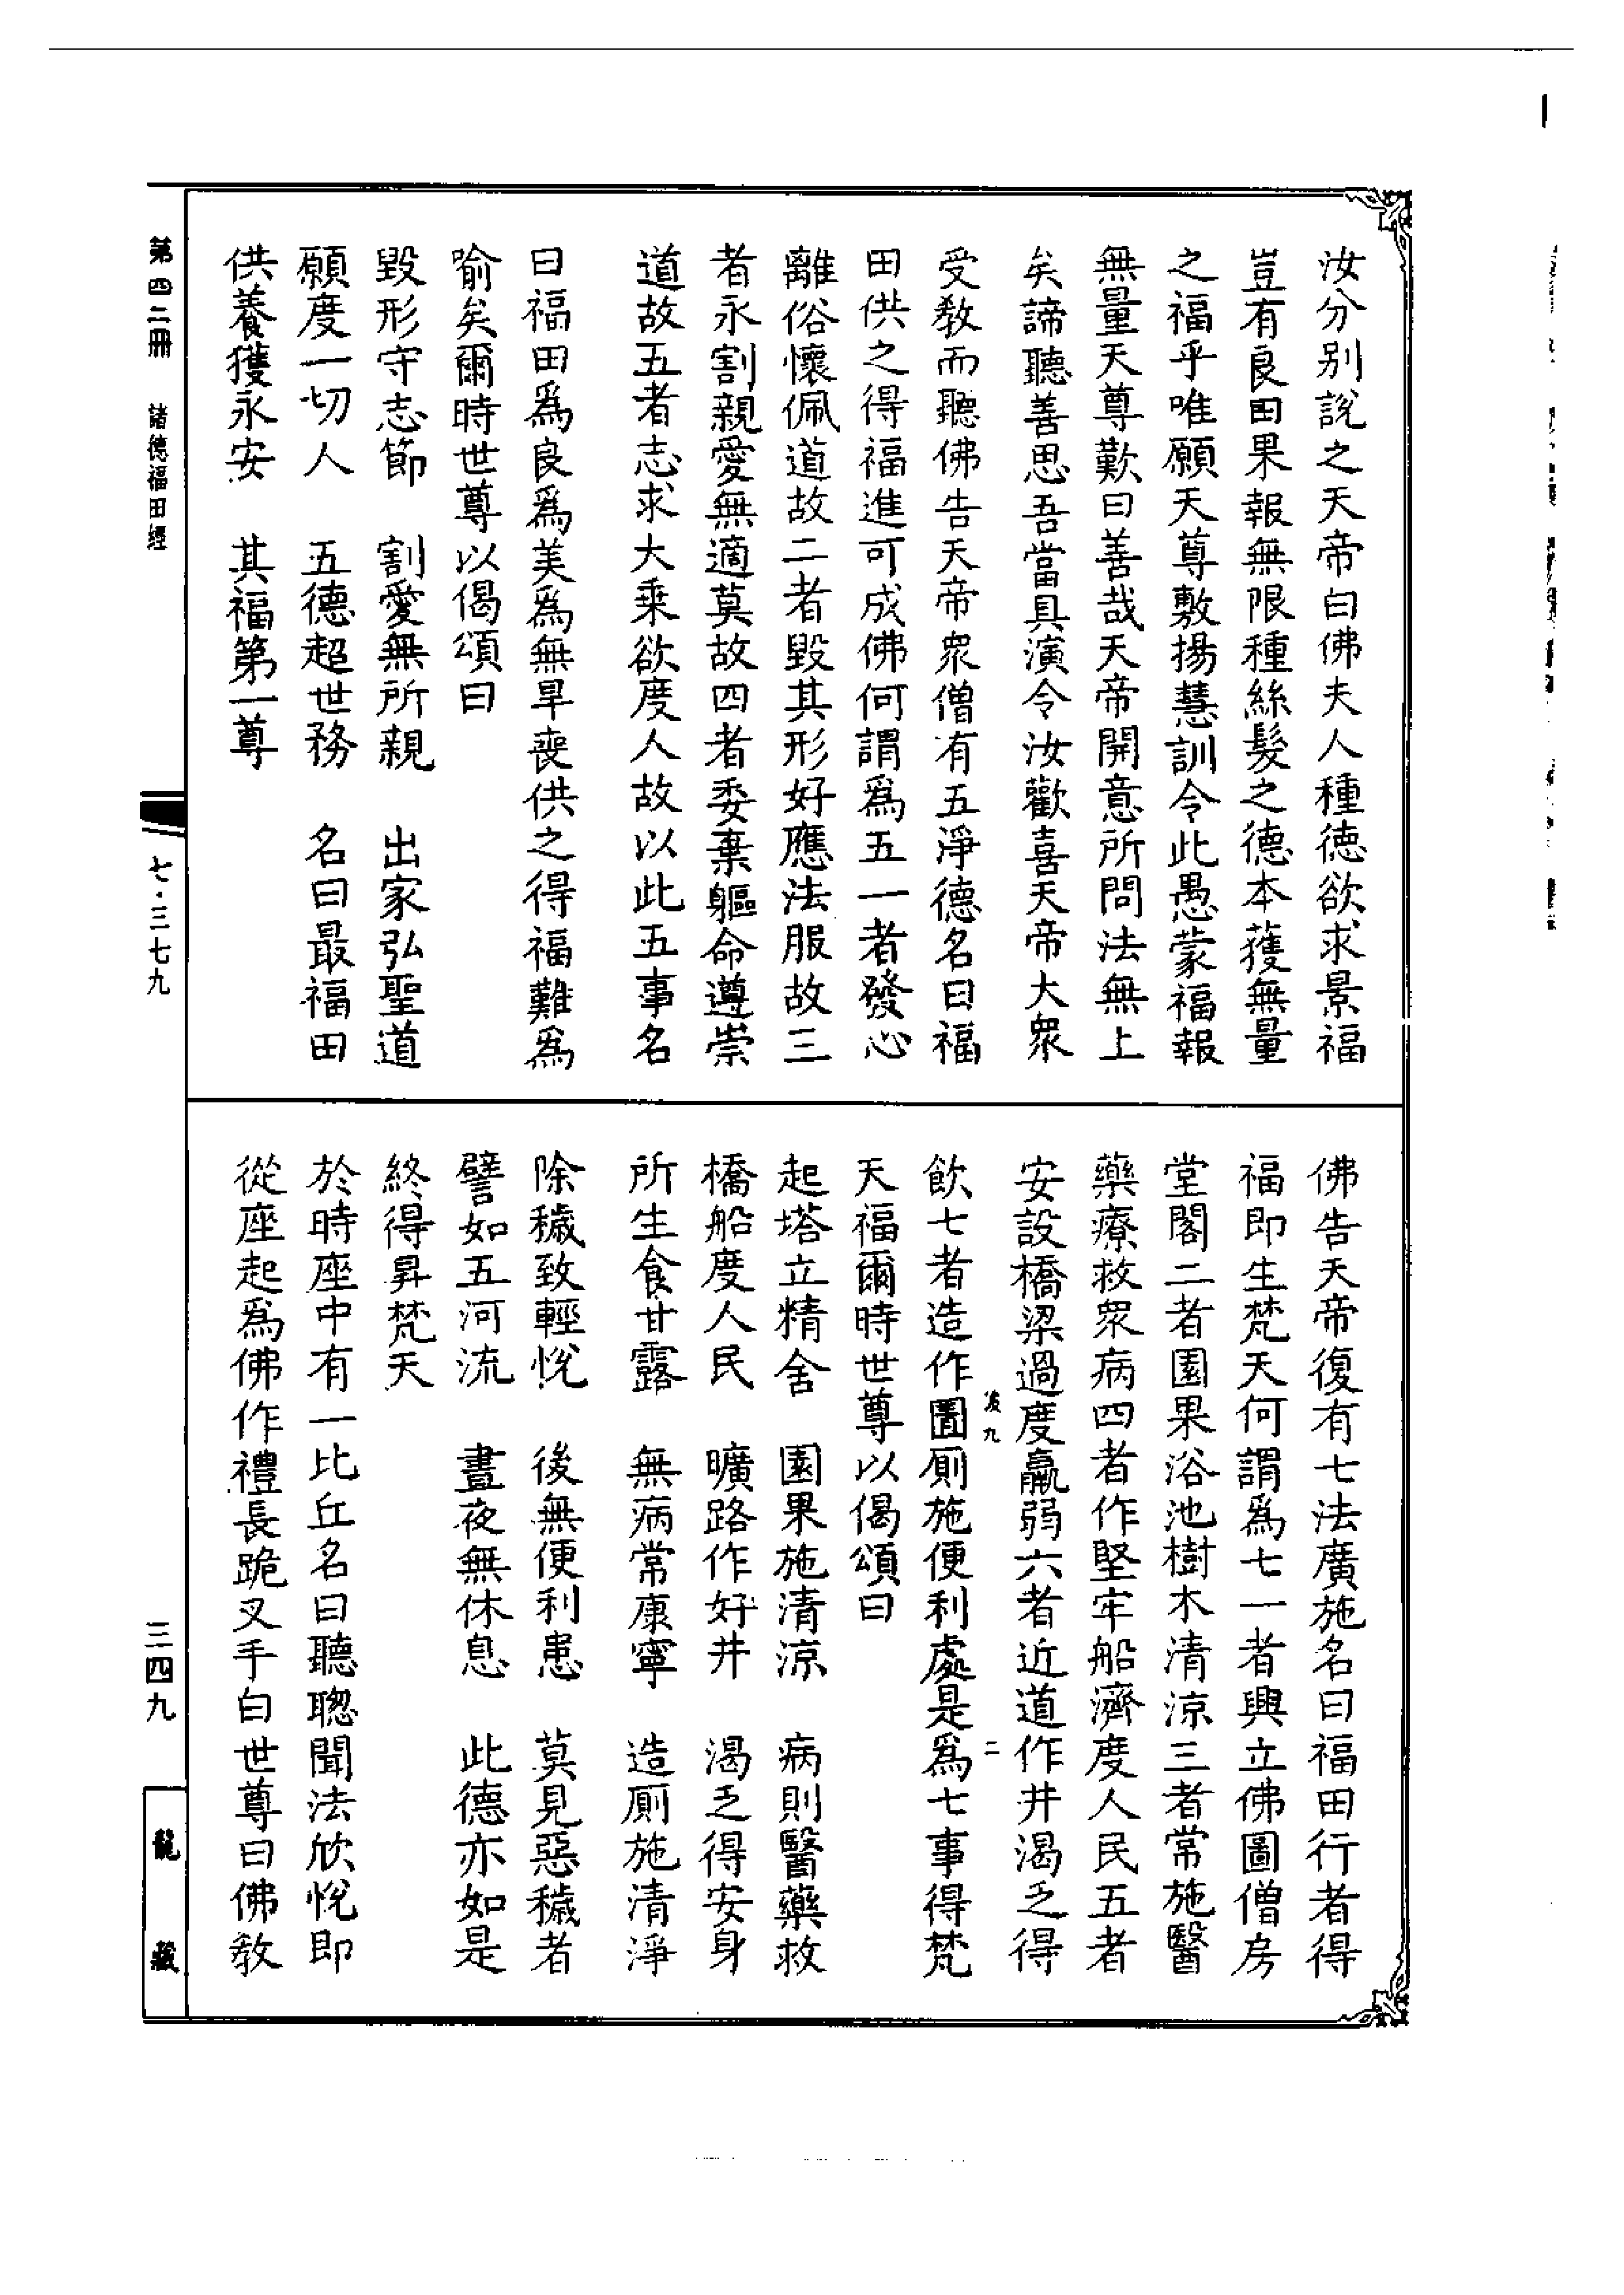 汝分別說之天帝白佛夫人種德欲求景福
豈有良田果報無限種絲髮之德本獲無量
之福乎唯願天尊敷揚慧訓令此愚蒙福報
無量天尊歎曰善哉天帝開意所問法無上
矣諦聽善思吾當具演令汝歡喜天帝大眾
受教而聽佛告天帝眾僧有五淨德名曰福
田供之得福進可成佛何謂爲五一者發心
離俗懷佩道故二者毀其形好應法服故三
者永割親愛無適莫故四者委棄軀命遵崇
道故五者志求大乘欲度人故以此五事名
曰福田爲良爲美爲無旱喪供之得福難爲
喻矣爾時世尊以偈頌曰
毀形守志節　割愛無所親　出家弘聖道
願度一切人　五德超世務　名曰最福田
供養獲永安　其福第一尊
佛告天帝復有七法廣施名曰福田行者得
福即生梵天何謂爲七一者興立佛圖僧房
堂閣二者園果浴池樹木清涼三者常施醫
藥療救眾病四者作堅牢船濟度人民五者
安設橋梁過度羸弱六者近道作井渴乏得
飲七者造作圊廁施便利處是爲七事得梵
天福爾時世尊以偈頌曰
起塔立精舍　園果施清涼　病則醫藥救
橋船度人民　曠路作好井　渴乏得安身
所生食甘露　無病常康寧　造廁施清淨
除穢致輕悅　後無便利患　莫見惡穢者
譬如五河流　晝夜無休息　此德亦如是
終得昇梵天
於時座中有一比丘名曰聽聰聞法欣悅即
從座起爲佛作禮長跪叉手白世尊曰佛教
第四二冊　諸德福田經
七·三七九
三四九
龍藏